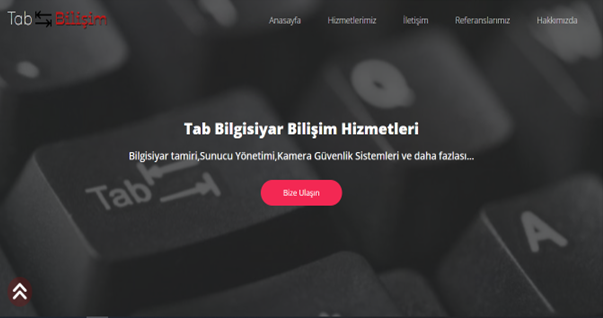 Tab Bilişim
Anasayfa Hizmetlerimiz İletişim Referanslarımız Hakkımızda
Tab Bilgisiyar Bilişim Hizmetleri
Bilgisiyar tamiri,Sunucu Yönetimi,Kamera Güvenlik Sistemleri ve daha fazlası...
Bize Ulaşın
Tab
A